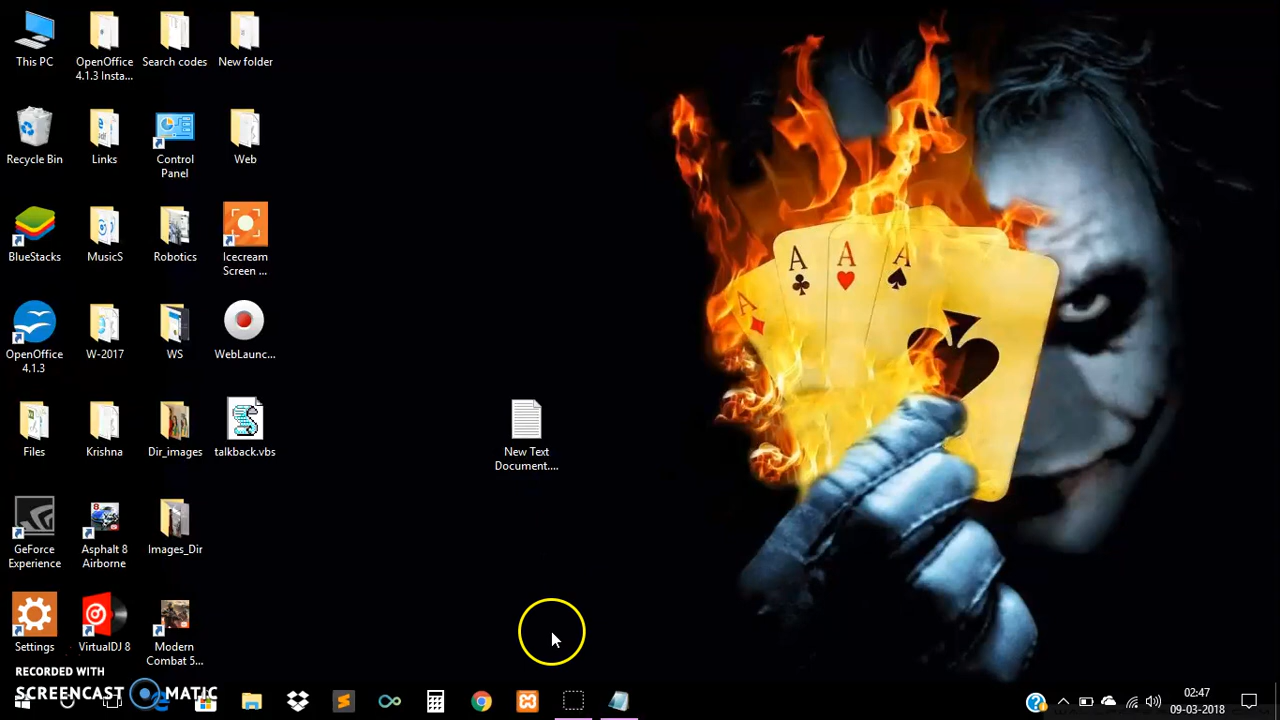 This PC
OpenOffice
4.1.3 Insta...
Search codes
New folder
Recycle Bin
Links
Control
Panel
Web
BlueStacks
MusicS
Robotics
Icecream
Screen ...
OpenOffice
4.1.3
W-2017
WS
WebLaunc...
Files
Krishna
Dir_images
talkback.vbs
New Text
Document....
GeForce
Experience
Asphalt 8
Airborne
Images_Dir
Settings
VirtualDJ 8
Modern
Combat 5...
A
A
A
A
RECORDED WITH
SCREENCAST MATIC
02:47
09-03-2018